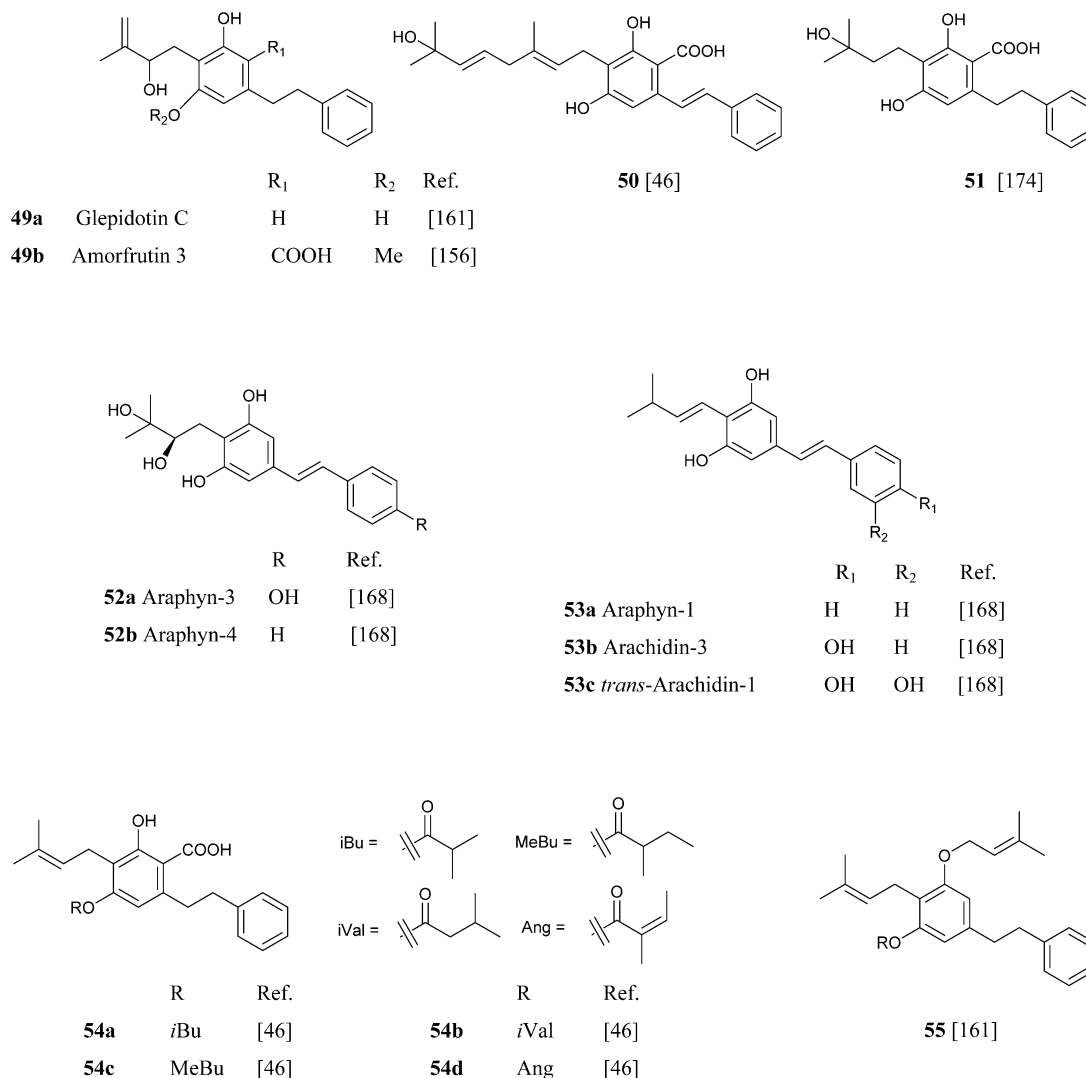 OH
R₁
OH
R₂O
R₁ R₂ Ref.
49a Glepidotin C H H [161]
49b Amorfrutin 3 COOH Me [156]
HO
OH
COOH
HO
50 [46]
HO
OH
COOH
HO
51 [174]
HO
OH
HO
HO
R
R Ref.
52a Araphyn-3 OH [168]
52b Araphyn-4 H [168]
OH
HO
R₁
R₂
R₁ R₂ Ref.
53a Araphyn-1 H H [168]
53b Arachidin-3 OH H [168]
53c trans-Arachidin-1 OH OH [168]
OH
COOH
RO
iBu =
O
MeBu =
O
iVal =
O
Ang =
O
R Ref. R Ref.
54a iBu [46] 54b iVal [46]
54c MeBu [46] 54d Ang [46]
O
RO
55 [161]